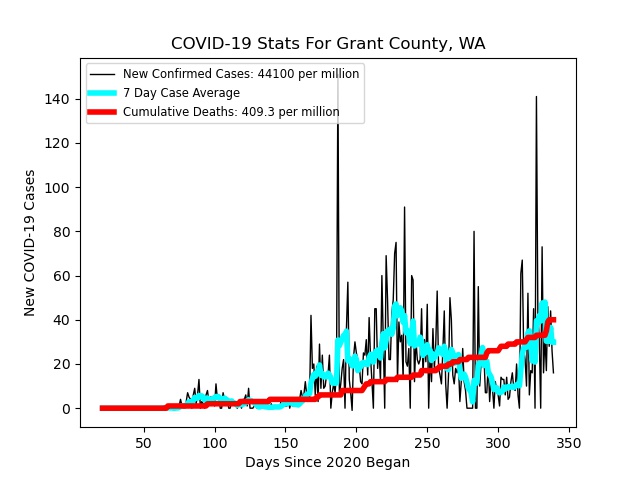 COVID-19 Stats For Grant County, WA
New Confirmed Cases: 44100 per million
7 Day Case Average
Cumulative Deaths: 409.3 per million
New COVID-19 Cases
140
120
100
80
60
40
20
0
50
100
150
200
250
300
350
Days Since 2020 Began